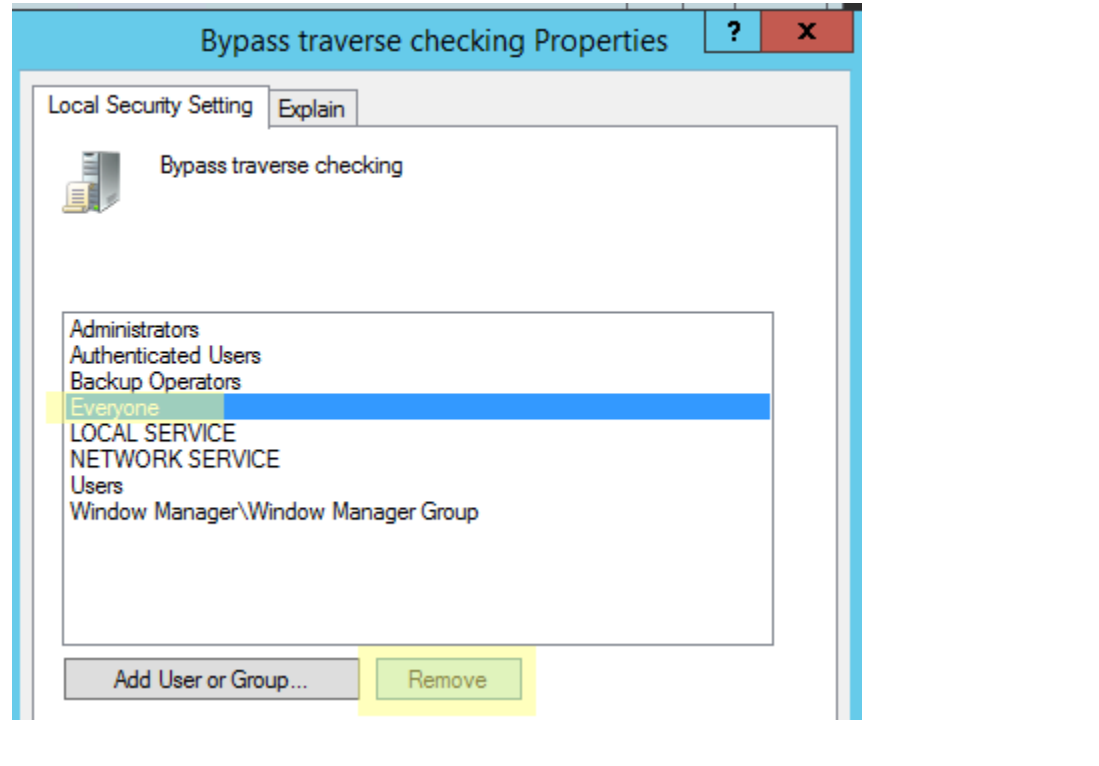 Bypass traverse checking Properties
?
x
Local Security Setting
Explain
Bypass traverse checking
Administrators
Authenticated Users
Backup Operators
Everyone
LOCAL SERVICE
NETWORK SERVICE
Users
Window Manager\Window Manager Group
Add User or Group...
Remove